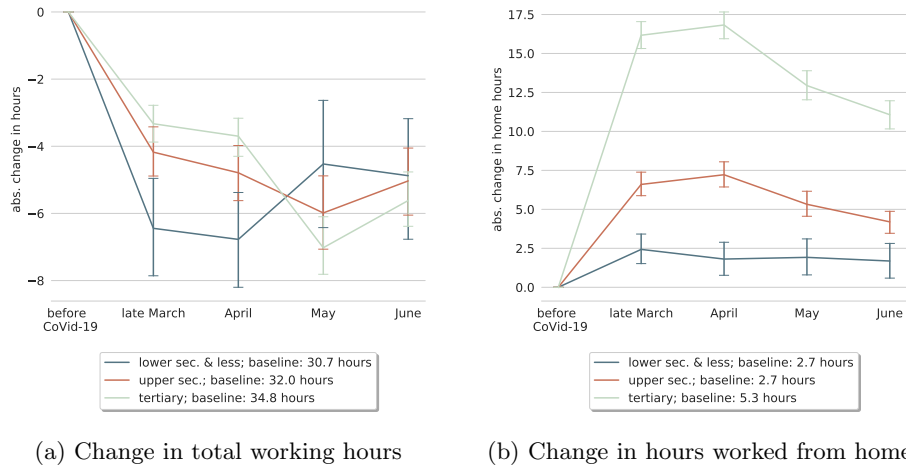 0
−2
−4
−6
−8
abs. change in hours
before
CoVid-19
late March
April
May
June
lower sec. & less; baseline: 30.7 hours
upper sec.; baseline: 32.0 hours
tertiary; baseline: 34.8 hours
(a) Change in total working hours
17.5
15.0
12.5
10.0
7.5
5.0
2.5
0.0
abs. change in home hours
before
CoVid-19
late March
April
May
June
lower sec. & less; baseline: 2.7 hours
upper sec.; baseline: 2.7 hours
tertiary; baseline: 5.3 hours
(b) Change in hours worked from home